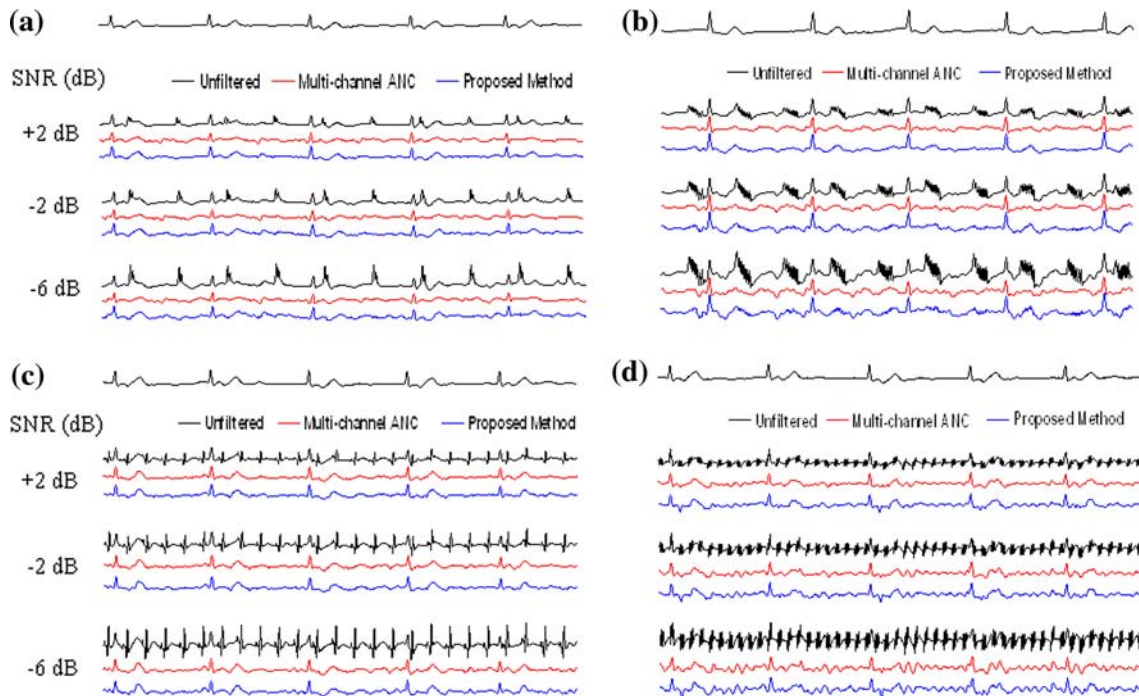 (a)
SNR (dB)
Unfiltered Multi-channel ANC Proposed Method
+2 dB
-2 dB
-6 dB
(b)
Unfiltered Multi-channel ANC Proposed Method
(c)
SNR (dB)
Unfiltered Multi-channel ANC Proposed Method
+2 dB
-2 dB
-6 dB
(d)
Unfiltered Multi-channel ANC Proposed Method